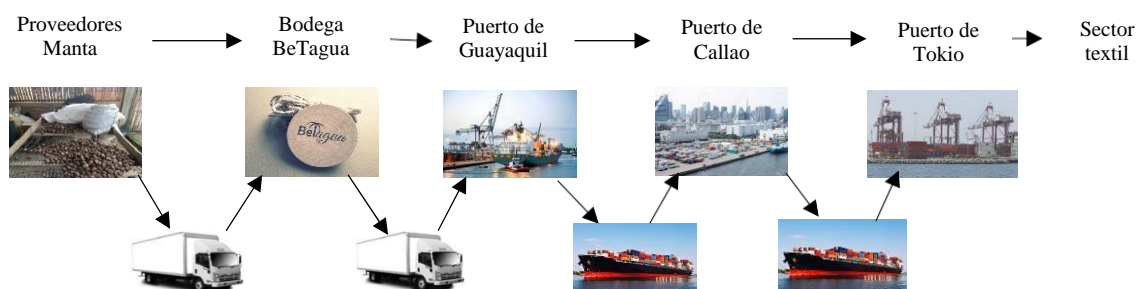 Proveedores
Manta
Bodega
BeTagua
Puerto de
Guayaquil
Puerto de
Callao
Puerto de
Tokio
Sector
textil
BeTagua